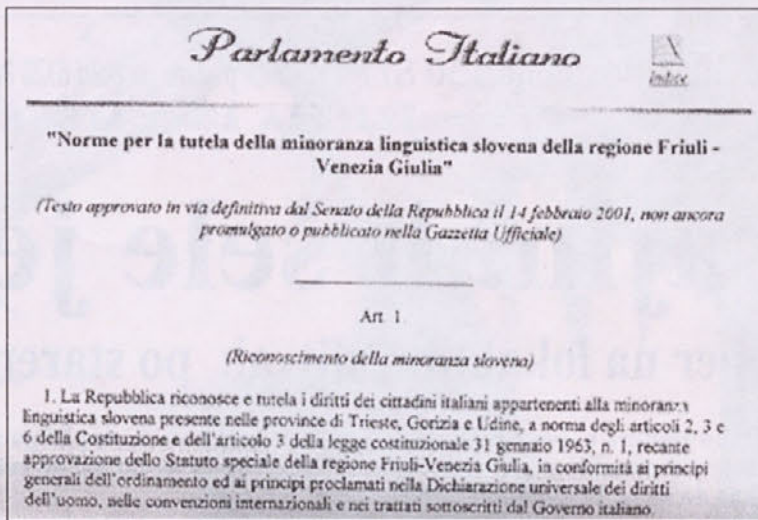 Parlamento Italiano
indice
"Norme per la tutela della minoranza linguistica slovena della regione Friuli -
Venezia Giulia"
(Testo approvato in via definitiva dal Senato della Repubblica il 14 febbraio 2001, non ancora
promulgato o pubblicato nella Gazzetta Ufficiale)
Art. 1.
(Riconoscimento della minoranza slovena)
1. La Repubblica riconosce e tutela i diritti dei cittadini italiani appartenenti alla minoranza
linguistica slovena presente nelle province di Trieste, Gorizia e Udine, a norma degli articoli 2, 3 e
6 della Costituzione e dell'articolo 3 della legge costituzionale 31 gennaio 1963, n. 1, recante
approvazione dello Statuto speciale della regione Friuli-Venezia Giulia, in conformità ai principi
generali dell'ordinamento ed ai principi proclamati nella Dichiarazione universale dei diritti
dell'uomo, nelle convenzioni internazionali e nei trattati sottoscritti dal Governo italiano.